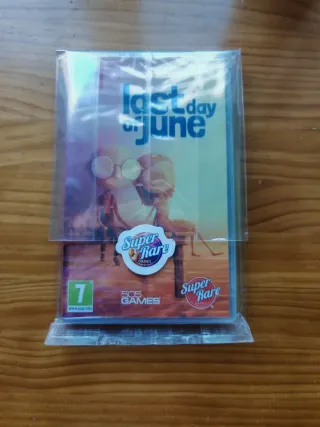 last day
of june
Super
Rare
GAMES
7
505
GAMES
Super
Rare